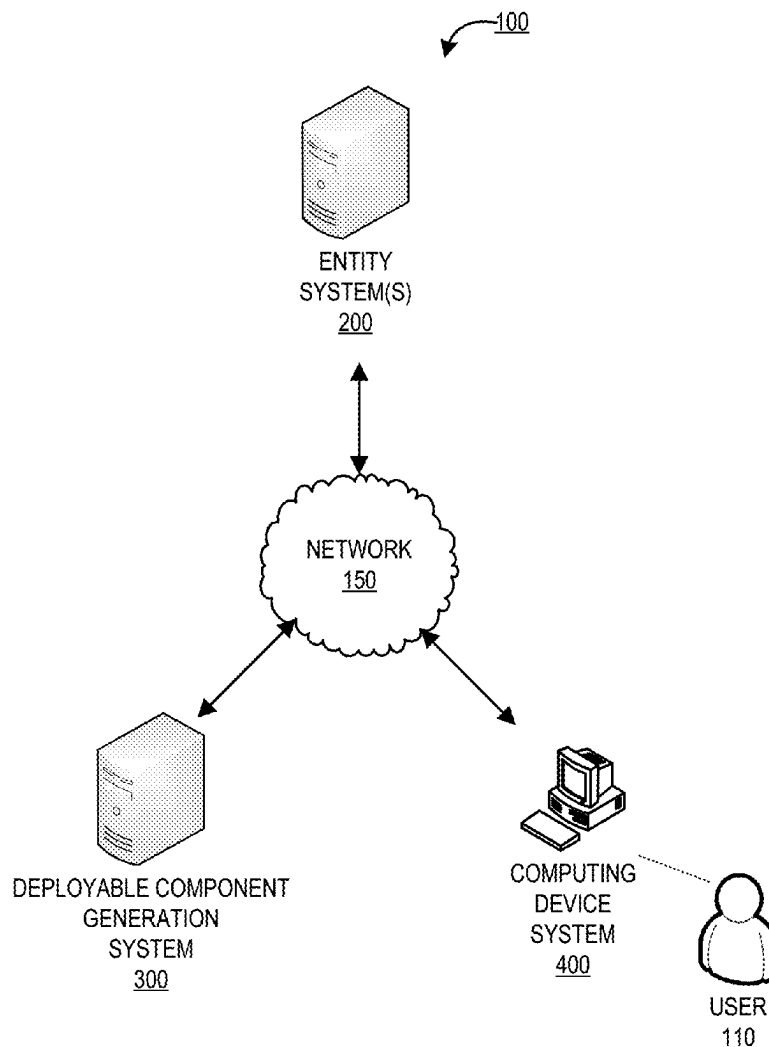 100
ENTITY
SYSTEM(S)
200
NETWORK
150
DEPLOYABLE COMPONENT
GENERATION
SYSTEM
300
COMPUTING
DEVICE
SYSTEM
400
USER
110